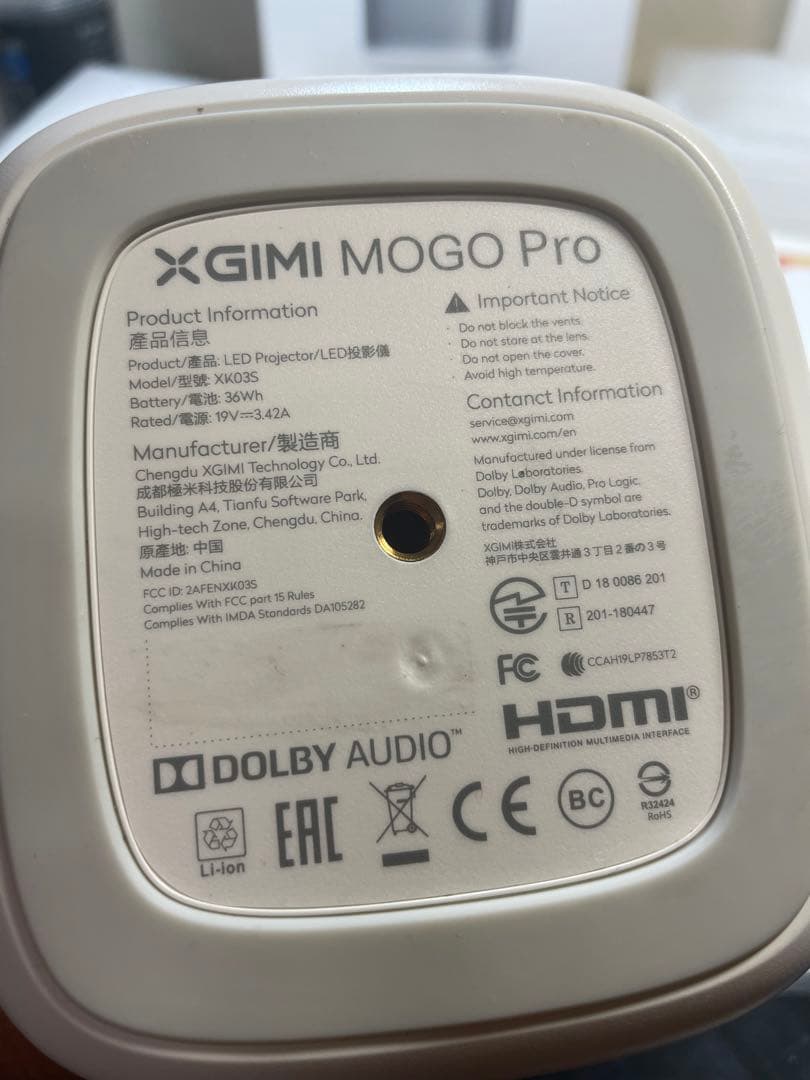 XGIMI MOGO Pro
Product Information
產品信息
Product/產品: LED Projector/LED投影儀
Model/型號: XK03S
Battery/電池: 36Wh
Rated/電源: 19V⎓3.42A
Manufacturer/製造商
Chengdu XGIMI Technology Co., Ltd.
成都極米科技股份有限公司
Building A4, Tianfu Software Park,
High-tech Zone, Chengdu, China.
原產地: 中国
Made in China
FCC ID: 2AFENXK03S
Complies With FCC part 15 Rules
Complies With IMDA Standards DA105282
Important Notice
· Do not block the vents.
· Do not stare at the lens.
· Do not open the cover.
· Avoid high temperature.
Contanct Information
service@xgimi.com
www.xgimi.com/en
Manufactured under license from
Dolby Laboratories.
Dolby, Dolby Audio, Pro Logic,
and the double-D symbol are
trademarks of Dolby Laboratories.
XGIMI株式会社
神戸市中央区雲井通3丁目2番の3号
T D 18 0086 201
R 201-180447
FC CCAH19LP7853T2
HDMI®
HIGH-DEFINITION MULTIMEDIA INTERFACE
DOLBY AUDIO™
Li-ion
EAC
CE
BC
R32424
RoHS